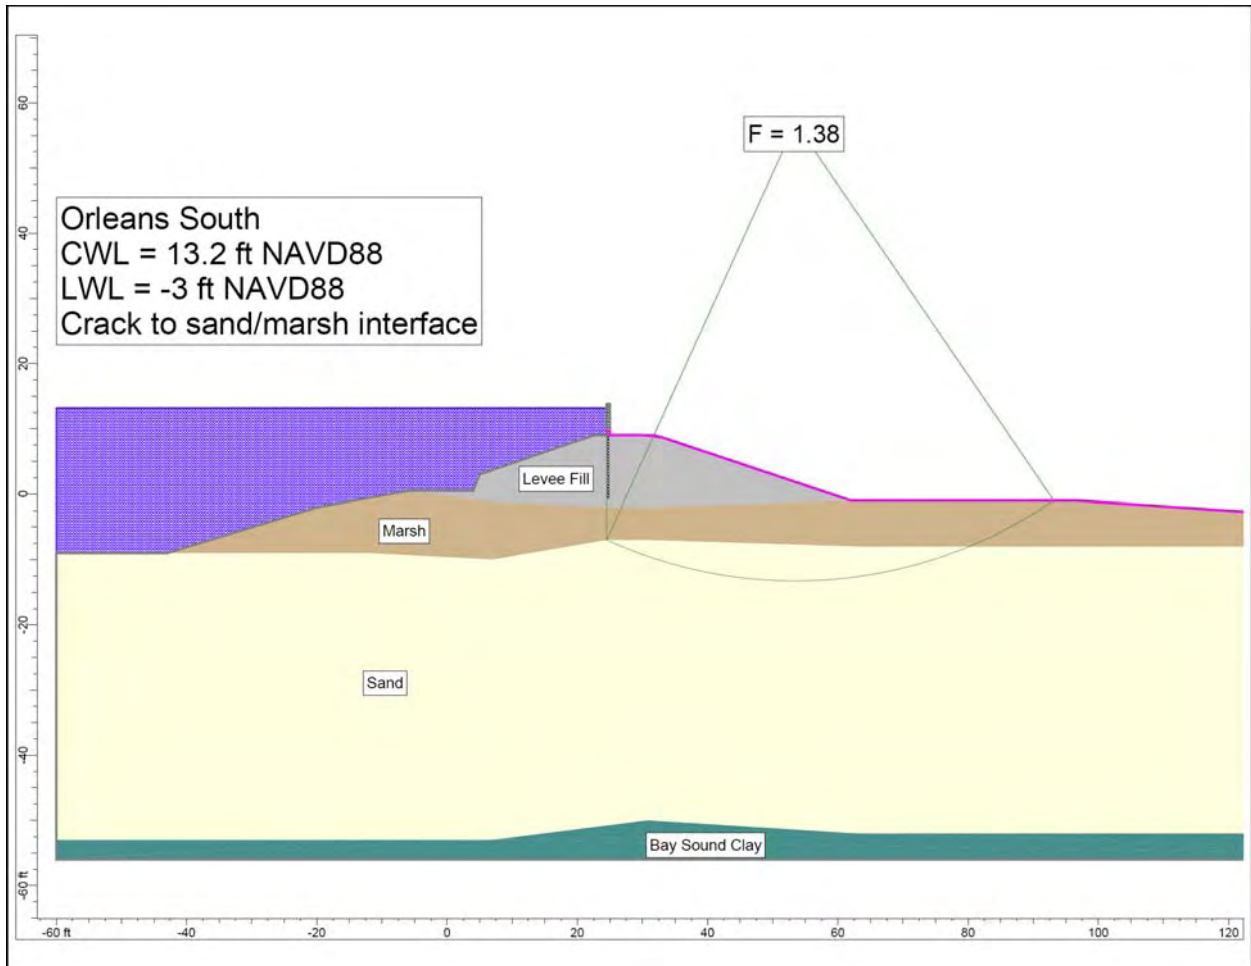 60
F = 1.38
Orleans South
CWL = 13.2 ft NAVD88
LWL = -3 ft NAVD88
Crack to sand/marsh interface
40
20
Levee Fill
0
Marsh
-20
Sand
-40
Bay Sound Clay
-60 ft
-60 ft -40 -20 0 20 40 60 80 100 120